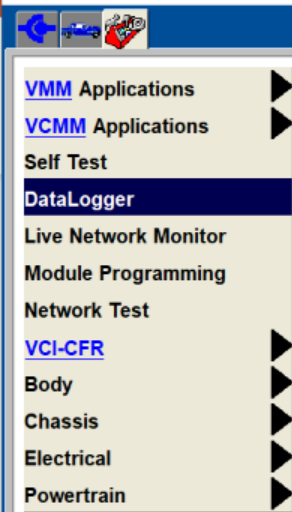 VMM Applications
VCMM Applications
Self Test
DataLogger
Live Network Monitor
Module Programming
Network Test
VCI-CFR
Body
Chassis
Electrical
Powertrain